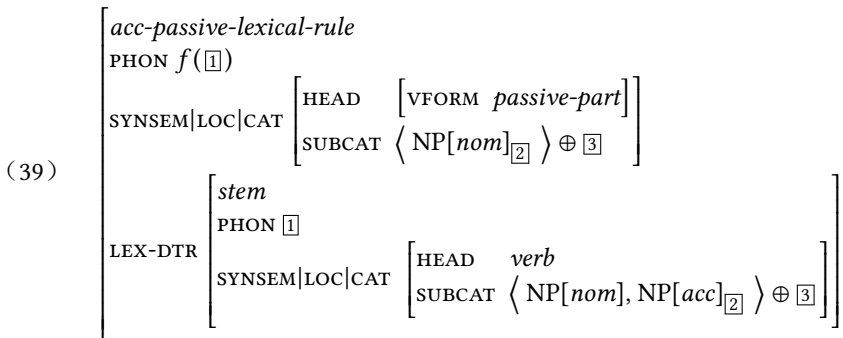 acc-passive-lexical-rule
PHON f(1)
SYNSEM|LOC|CAT [HEAD [VFORM passive-part]
SUBCAT ⟨ NP[nom]2 ⟩ ⊕ 3]
（39）
LEX-DTR [stem
PHON 1
SYNSEM|LOC|CAT [HEAD verb
SUBCAT ⟨ NP[nom], NP[acc]2 ⟩ ⊕ 3]]